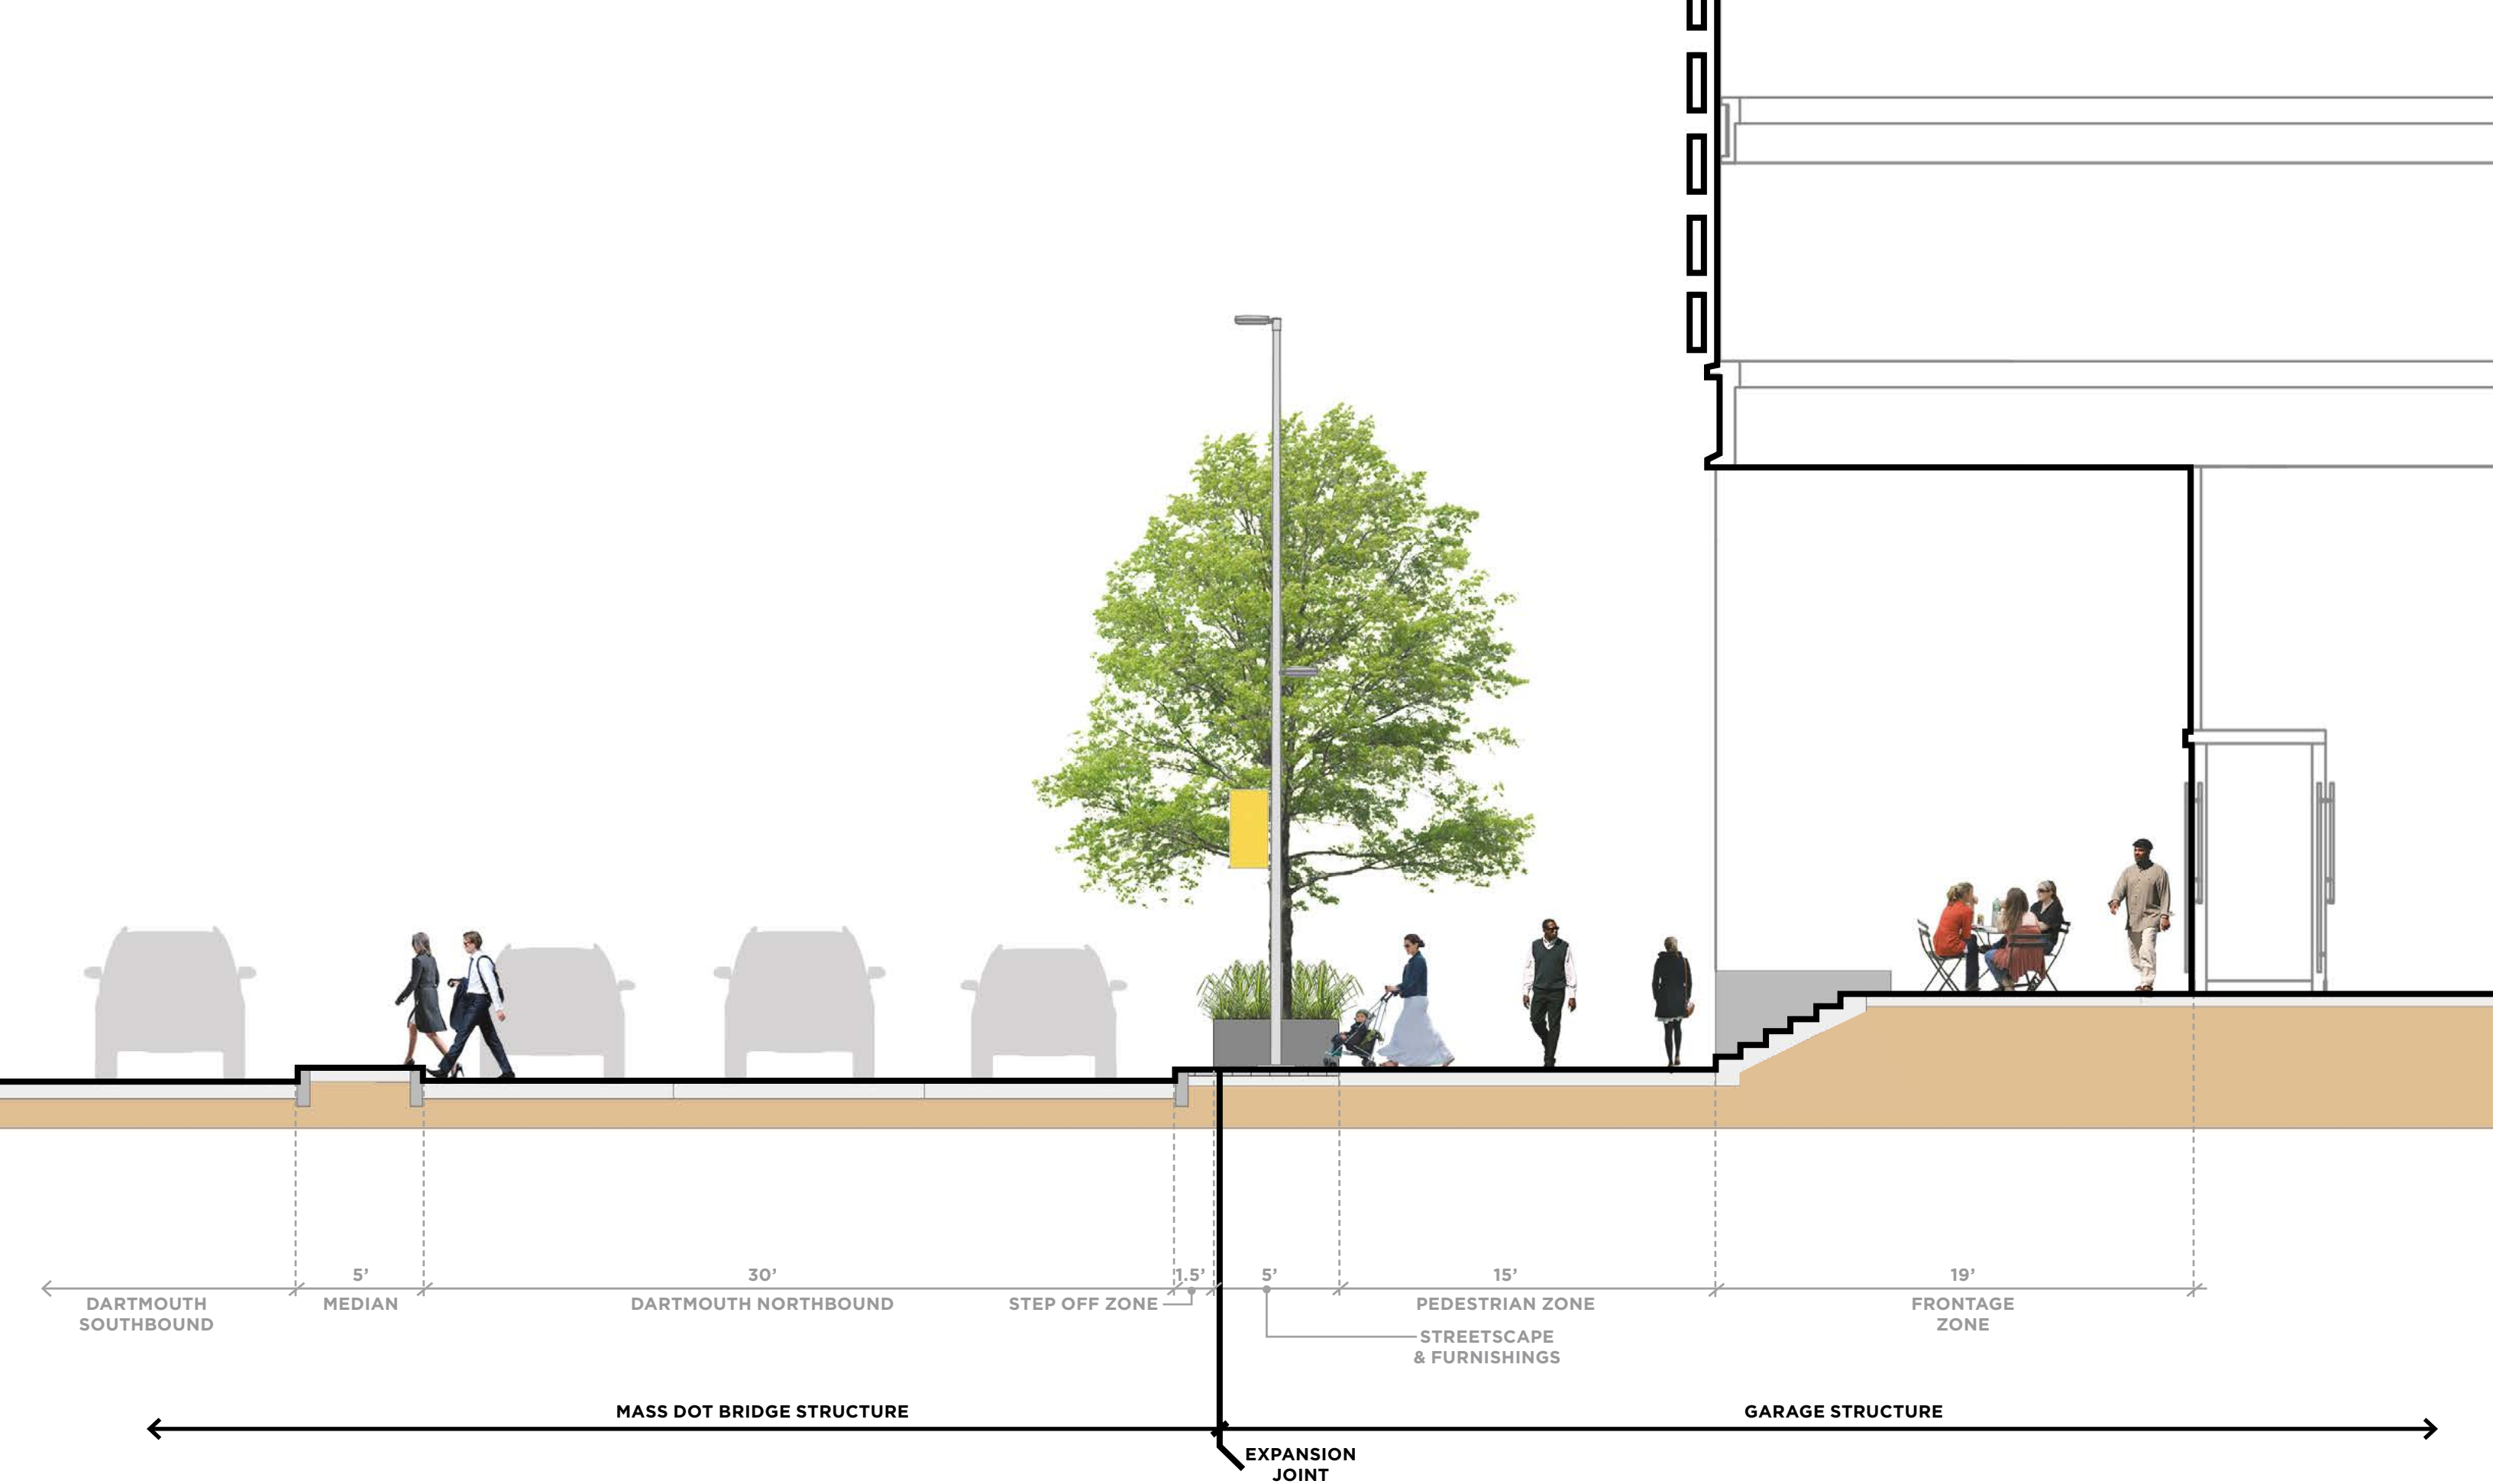 5’
30’
1.5’
5’
15’
19’
DARTMOUTH
SOUTHBOUND
MEDIAN
DARTMOUTH NORTHBOUND
STEP OFF ZONE
PEDESTRIAN ZONE
FRONTAGE
ZONE
STREETSCAPE
& FURNISHINGS
MASS DOT BRIDGE STRUCTURE
GARAGE STRUCTURE
EXPANSION
JOINT